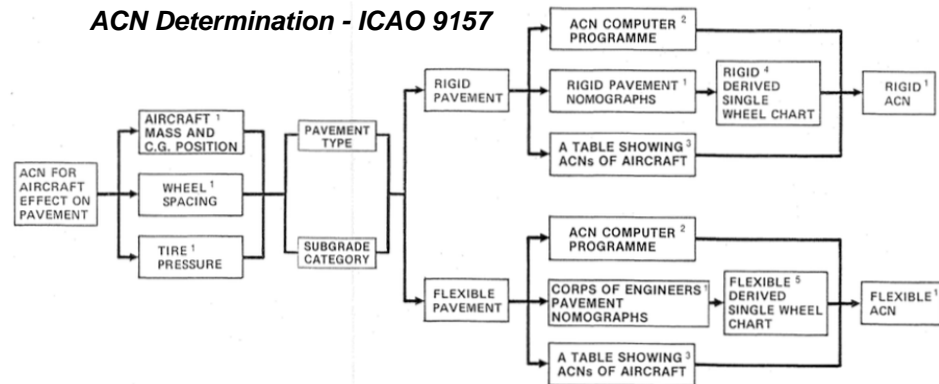 ACN Determination - ICAO 9157
ACN FOR
AIRCRAFT
EFFECT ON
PAVEMENT
AIRCRAFT 1
MASS AND
C.G. POSITION
WHEEL 1
SPACING
TIRE 1
PRESSURE
PAVEMENT
TYPE
SUBGRADE
CATEGORY
RIGID
PAVEMENT
ACN COMPUTER 2
PROGRAMME
RIGID PAVEMENT 1
NOMOGRAPHS
A TABLE SHOWING 3
ACNs OF AIRCRAFT
RIGID 4
DERIVED
SINGLE
WHEEL CHART
RIGID 1
ACN
FLEXIBLE
PAVEMENT
ACN COMPUTER 2
PROGRAMME
CORPS OF ENGINEERS 1
PAVEMENT
NOMOGRAPHS
A TABLE SHOWING 3
ACNs OF AIRCRAFT
FLEXIBLE 5
DERIVED
SINGLE WHEEL
CHART
FLEXIBLE 1
ACN